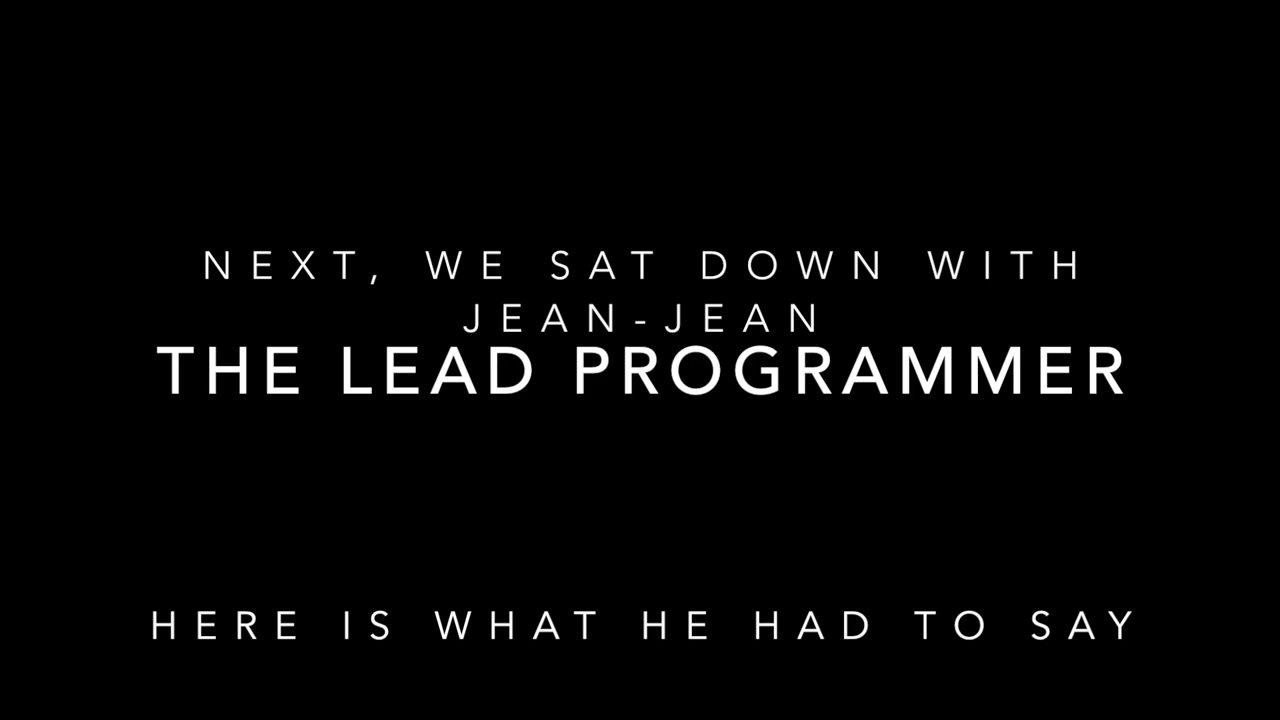 NEXT, WE SAT DOWN WITH
JEAN-JEAN
THE LEAD PROGRAMMER
HERE IS WHAT HE HAD TO SAY